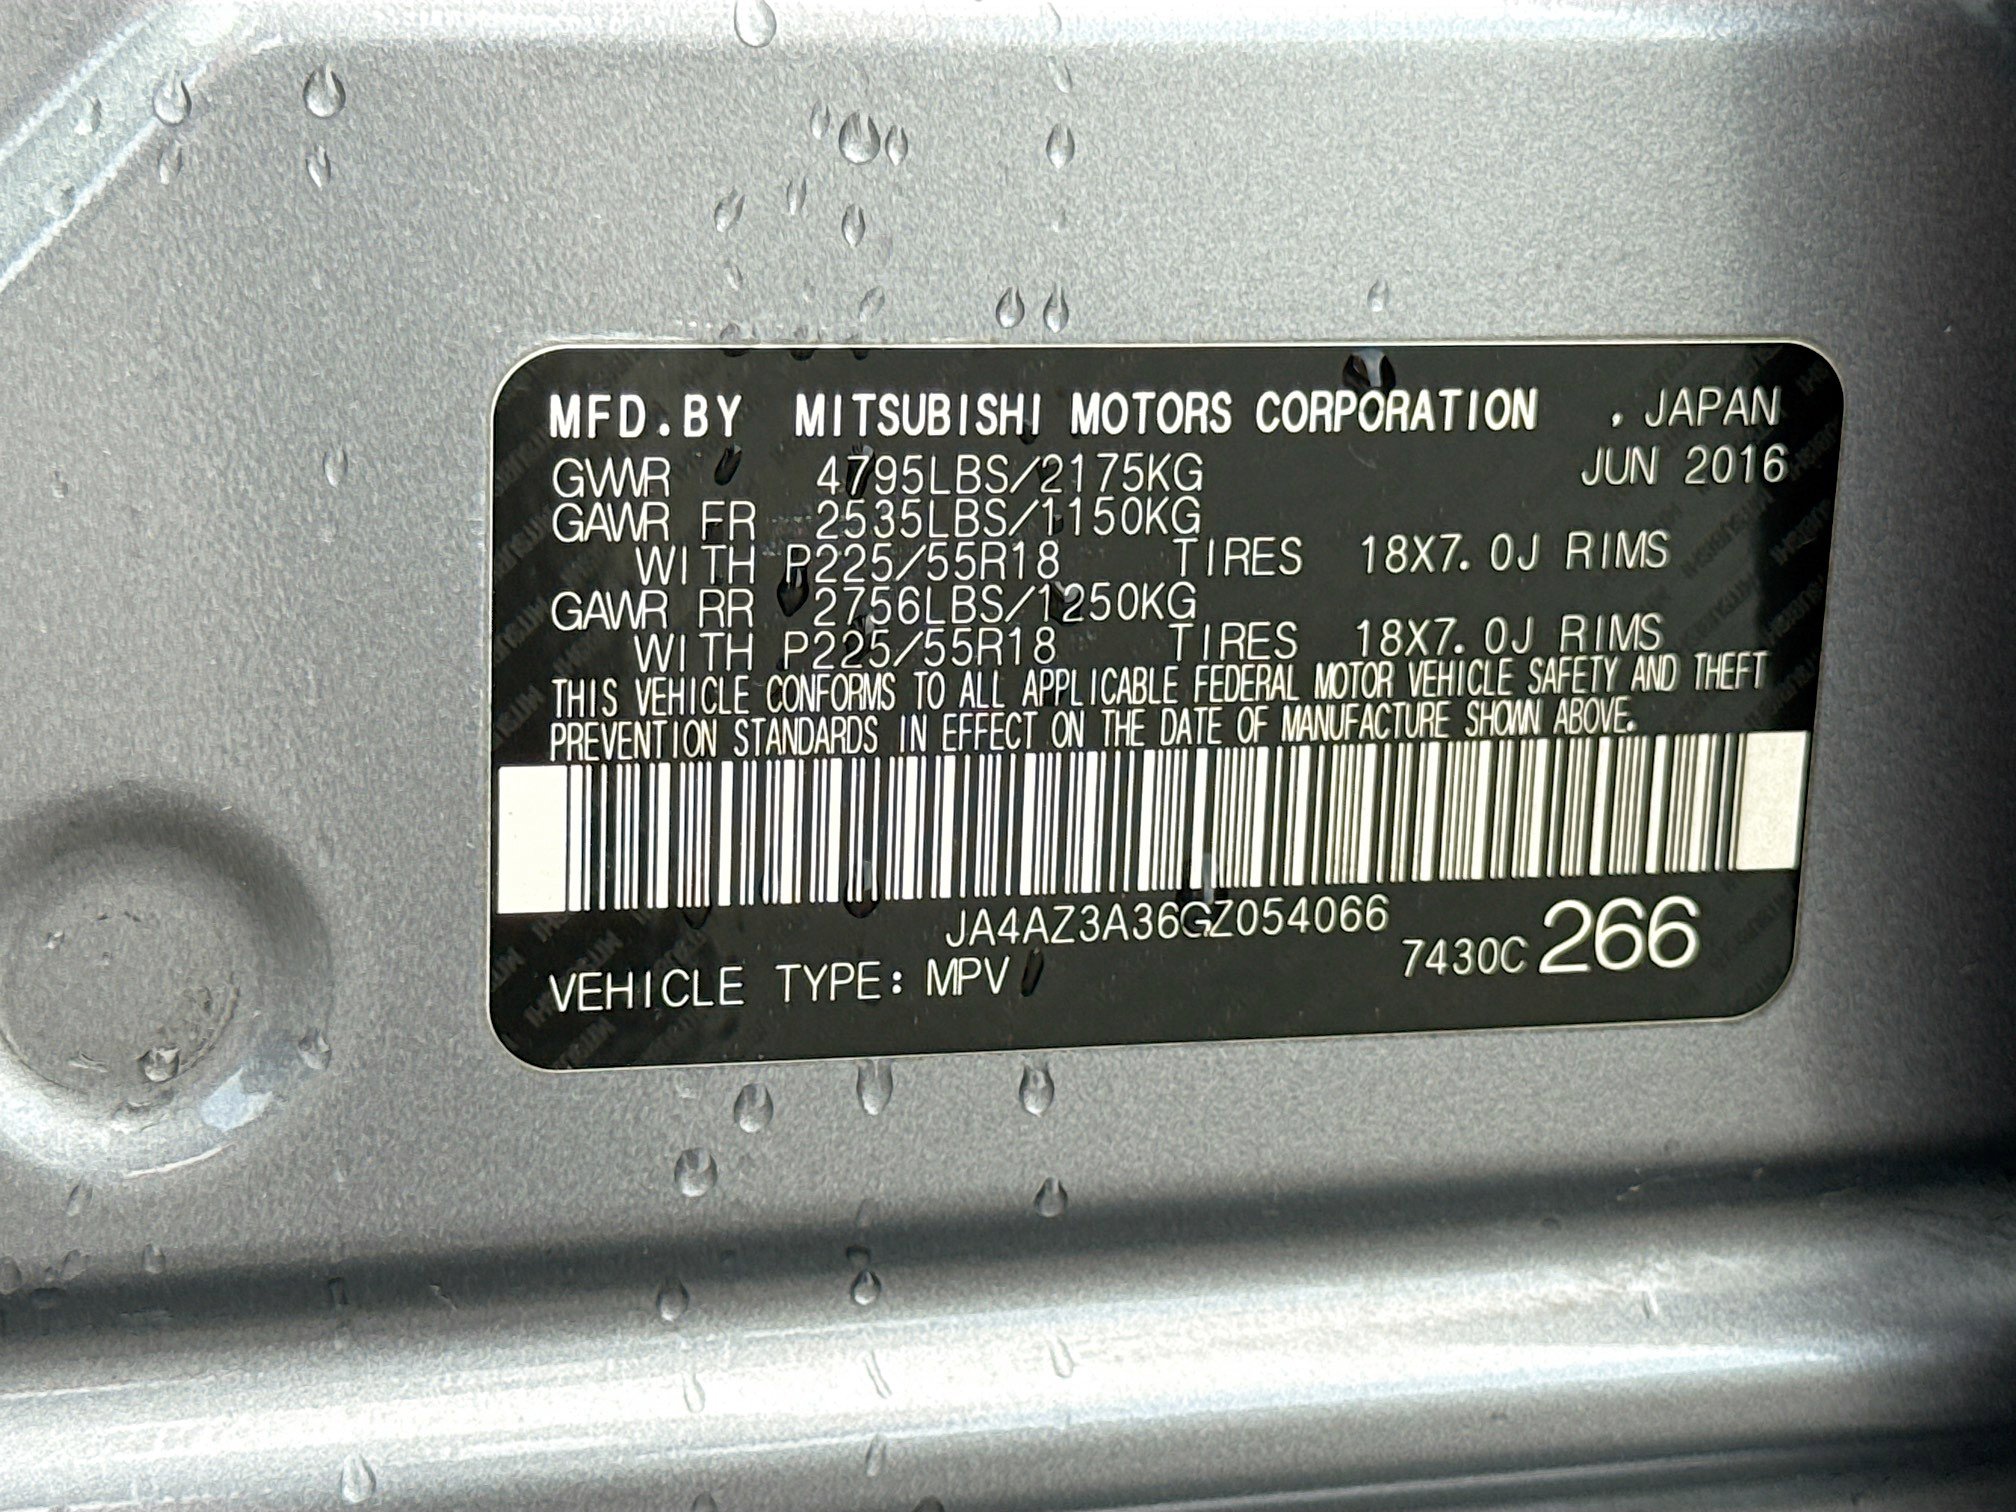 MFD.BY MITSUBISHI MOTORS CORPORATION , JAPAN
GVWR 4795LBS/2175KG JUN 2016
GAWR FR 2535LBS/1150KG
WITH P225/55R18 TIRES 18X7.0J RIMS
GAWR RR 2756LBS/1250KG
WITH P225/55R18 TIRES 18X7.0J RIMS
THIS VEHICLE CONFORMS TO ALL APPLICABLE FEDERAL MOTOR VEHICLE SAFETY AND THEFT
PREVENTION STANDARDS IN EFFECT ON THE DATE OF MANUFACTURE SHOWN ABOVE.
JA4AZ3A36GZ054066
7430C 266
VEHICLE TYPE: MPV